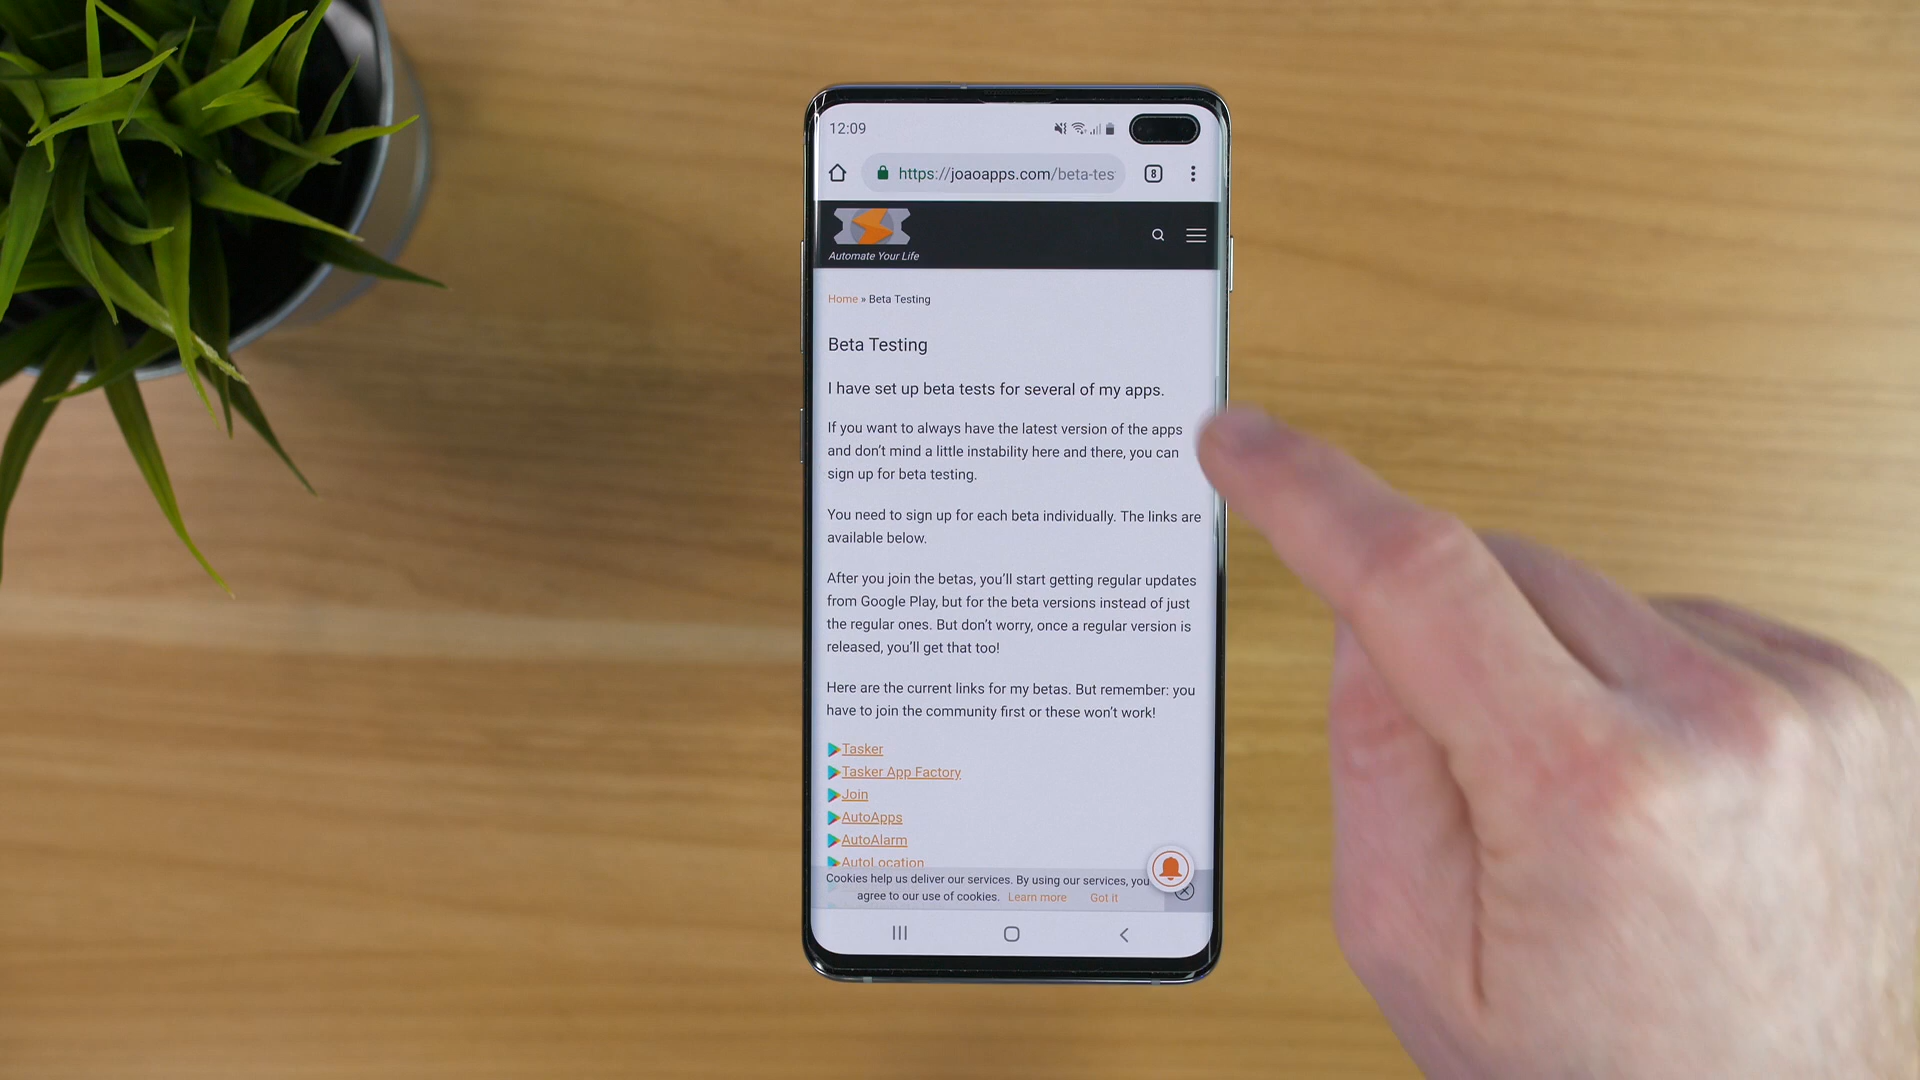 12:09
https://joaoapps.com/beta-tes
8
Automate Your Life
Home » Beta Testing
Beta Testing
I have set up beta tests for several of my apps.
If you want to always have the latest version of the apps
and don't mind a little instability here and there, you can
sign up for beta testing.
You need to sign up for each beta individually. The links are
available below.
After you join the betas, you'll start getting regular updates
from Google Play, but for the beta versions instead of just
the regular ones. But don't worry, once a regular version is
released, you'll get that too!
Here are the current links for my betas. But remember: you
have to join the community first or these won't work!
Tasker
Tasker App Factory
Join
AutoApps
AutoAlarm
AutoLocation
Cookies help us deliver our services. By using our services, you
agree to our use of cookies. Learn more Got it